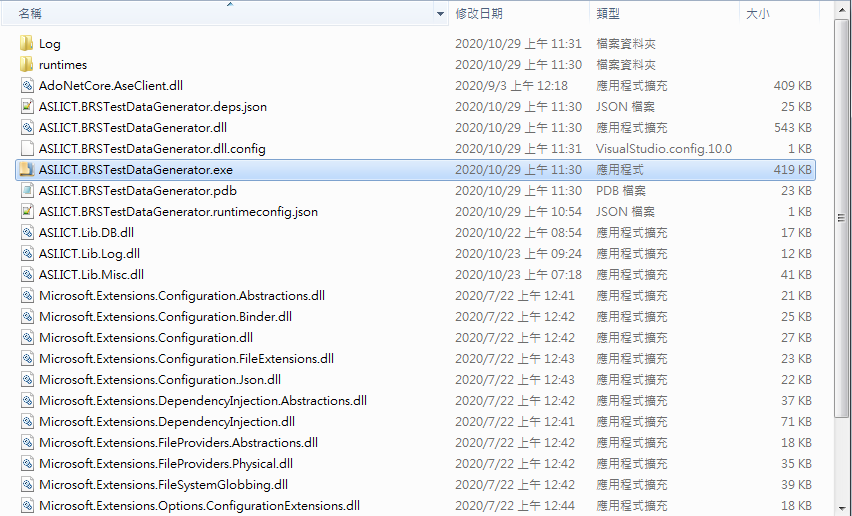 名稱 修改日期 類型 大小
Log 2020/10/29 上午 11:31 檔案資料夾
runtimes 2020/10/29 上午 11:30 檔案資料夾
AdoNetCore.AseClient.dll 2020/9/3 上午 12:18 應用程式擴充 409 KB
ASI.ICT.BRSTestDataGenerator.deps.json 2020/10/29 上午 11:30 JSON 檔案 25 KB
ASI.ICT.BRSTestDataGenerator.dll 2020/10/29 上午 11:30 應用程式擴充 543 KB
ASI.ICT.BRSTestDataGenerator.dll.config 2020/10/29 上午 11:31 VisualStudio.config.10.0 1 KB
ASI.ICT.BRSTestDataGenerator.exe 2020/10/29 上午 11:30 應用程式 419 KB
ASI.ICT.BRSTestDataGenerator.pdb 2020/10/29 上午 11:30 PDB 檔案 23 KB
ASI.ICT.BRSTestDataGenerator.runtimeconfig.json 2020/10/29 上午 10:54 JSON 檔案 1 KB
ASI.ICT.Lib.DB.dll 2020/10/22 上午 08:54 應用程式擴充 17 KB
ASI.ICT.Lib.Log.dll 2020/10/23 上午 09:24 應用程式擴充 12 KB
ASI.ICT.Lib.Misc.dll 2020/10/23 上午 07:18 應用程式擴充 41 KB
Microsoft.Extensions.Configuration.Abstractions.dll 2020/7/22 上午 12:41 應用程式擴充 21 KB
Microsoft.Extensions.Configuration.Binder.dll 2020/7/22 上午 12:42 應用程式擴充 25 KB
Microsoft.Extensions.Configuration.dll 2020/7/22 上午 12:42 應用程式擴充 27 KB
Microsoft.Extensions.Configuration.FileExtensions.dll 2020/7/22 上午 12:43 應用程式擴充 23 KB
Microsoft.Extensions.Configuration.Json.dll 2020/7/22 上午 12:43 應用程式擴充 22 KB
Microsoft.Extensions.DependencyInjection.Abstractions.dll 2020/7/22 上午 12:42 應用程式擴充 37 KB
Microsoft.Extensions.DependencyInjection.dll 2020/7/22 上午 12:41 應用程式擴充 71 KB
Microsoft.Extensions.FileProviders.Abstractions.dll 2020/7/22 上午 12:42 應用程式擴充 18 KB
Microsoft.Extensions.FileProviders.Physical.dll 2020/7/22 上午 12:42 應用程式擴充 35 KB
Microsoft.Extensions.FileSystemGlobbing.dll 2020/7/22 上午 12:42 應用程式擴充 39 KB
Microsoft.Extensions.Options.ConfigurationExtensions.dll 2020/7/22 上午 12:44 應用程式擴充 18 KB